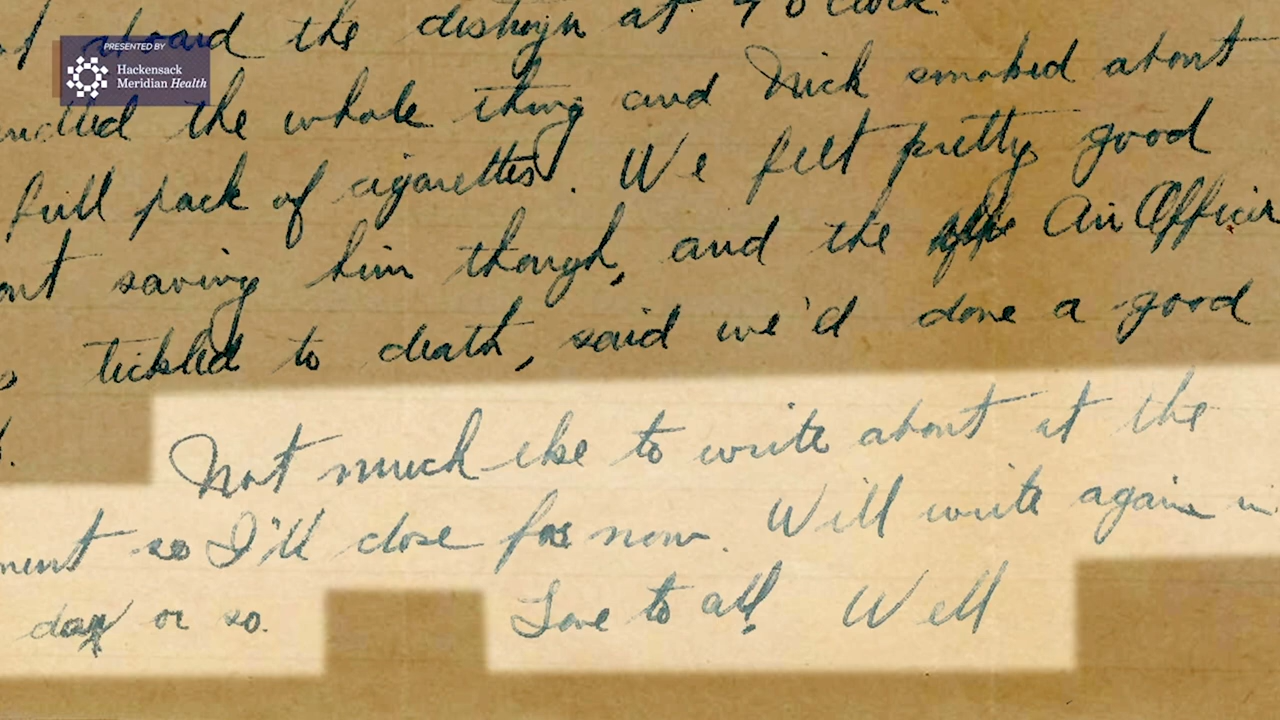 aboard the destroyer at 9 o'clock.
PRESENTED BY
Hackensack
Meridian Health
the whole thing and Nick smoked about
full pack of cigarettes. We felt pretty good
saving him though, and the Air Officer
tickled to death, said we'd done a good
Not much else to write about at the
ment so I'll close for now. Will write again in
day or so. Love to all, Well